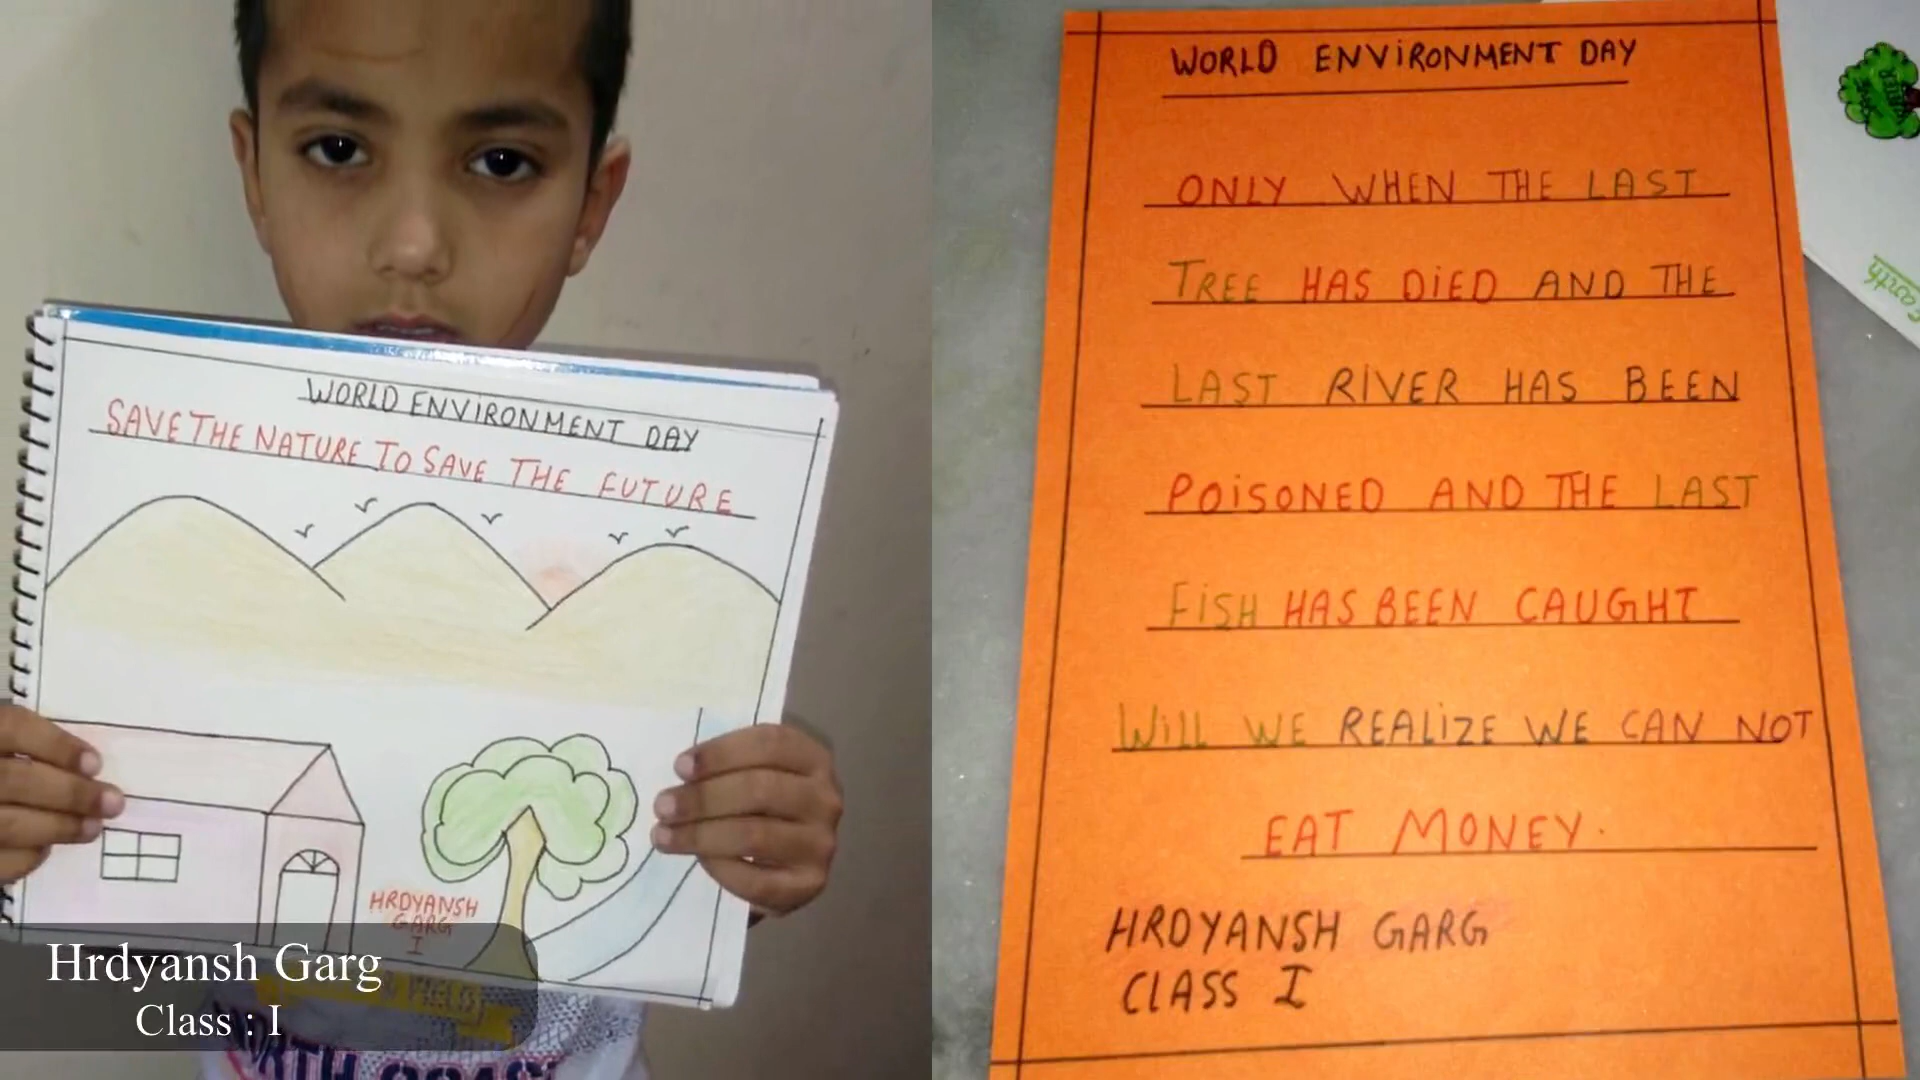 WORLD ENVIRONMENT DAY
SAVE THE NATURE TO SAVE THE FUTURE
HRDYANSH
GARG
I
Hrdyansh Garg
Class : I
WORLD ENVIRONMENT DAY
ONLY WHEN THE LAST
TREE HAS DIED AND THE
LAST RIVER HAS BEEN
POISONED AND THE LAST
FISH HAS BEEN CAUGHT
WILL WE REALIZE WE CAN NOT
EAT MONEY.
HRDYANSH GARG
CLASS I